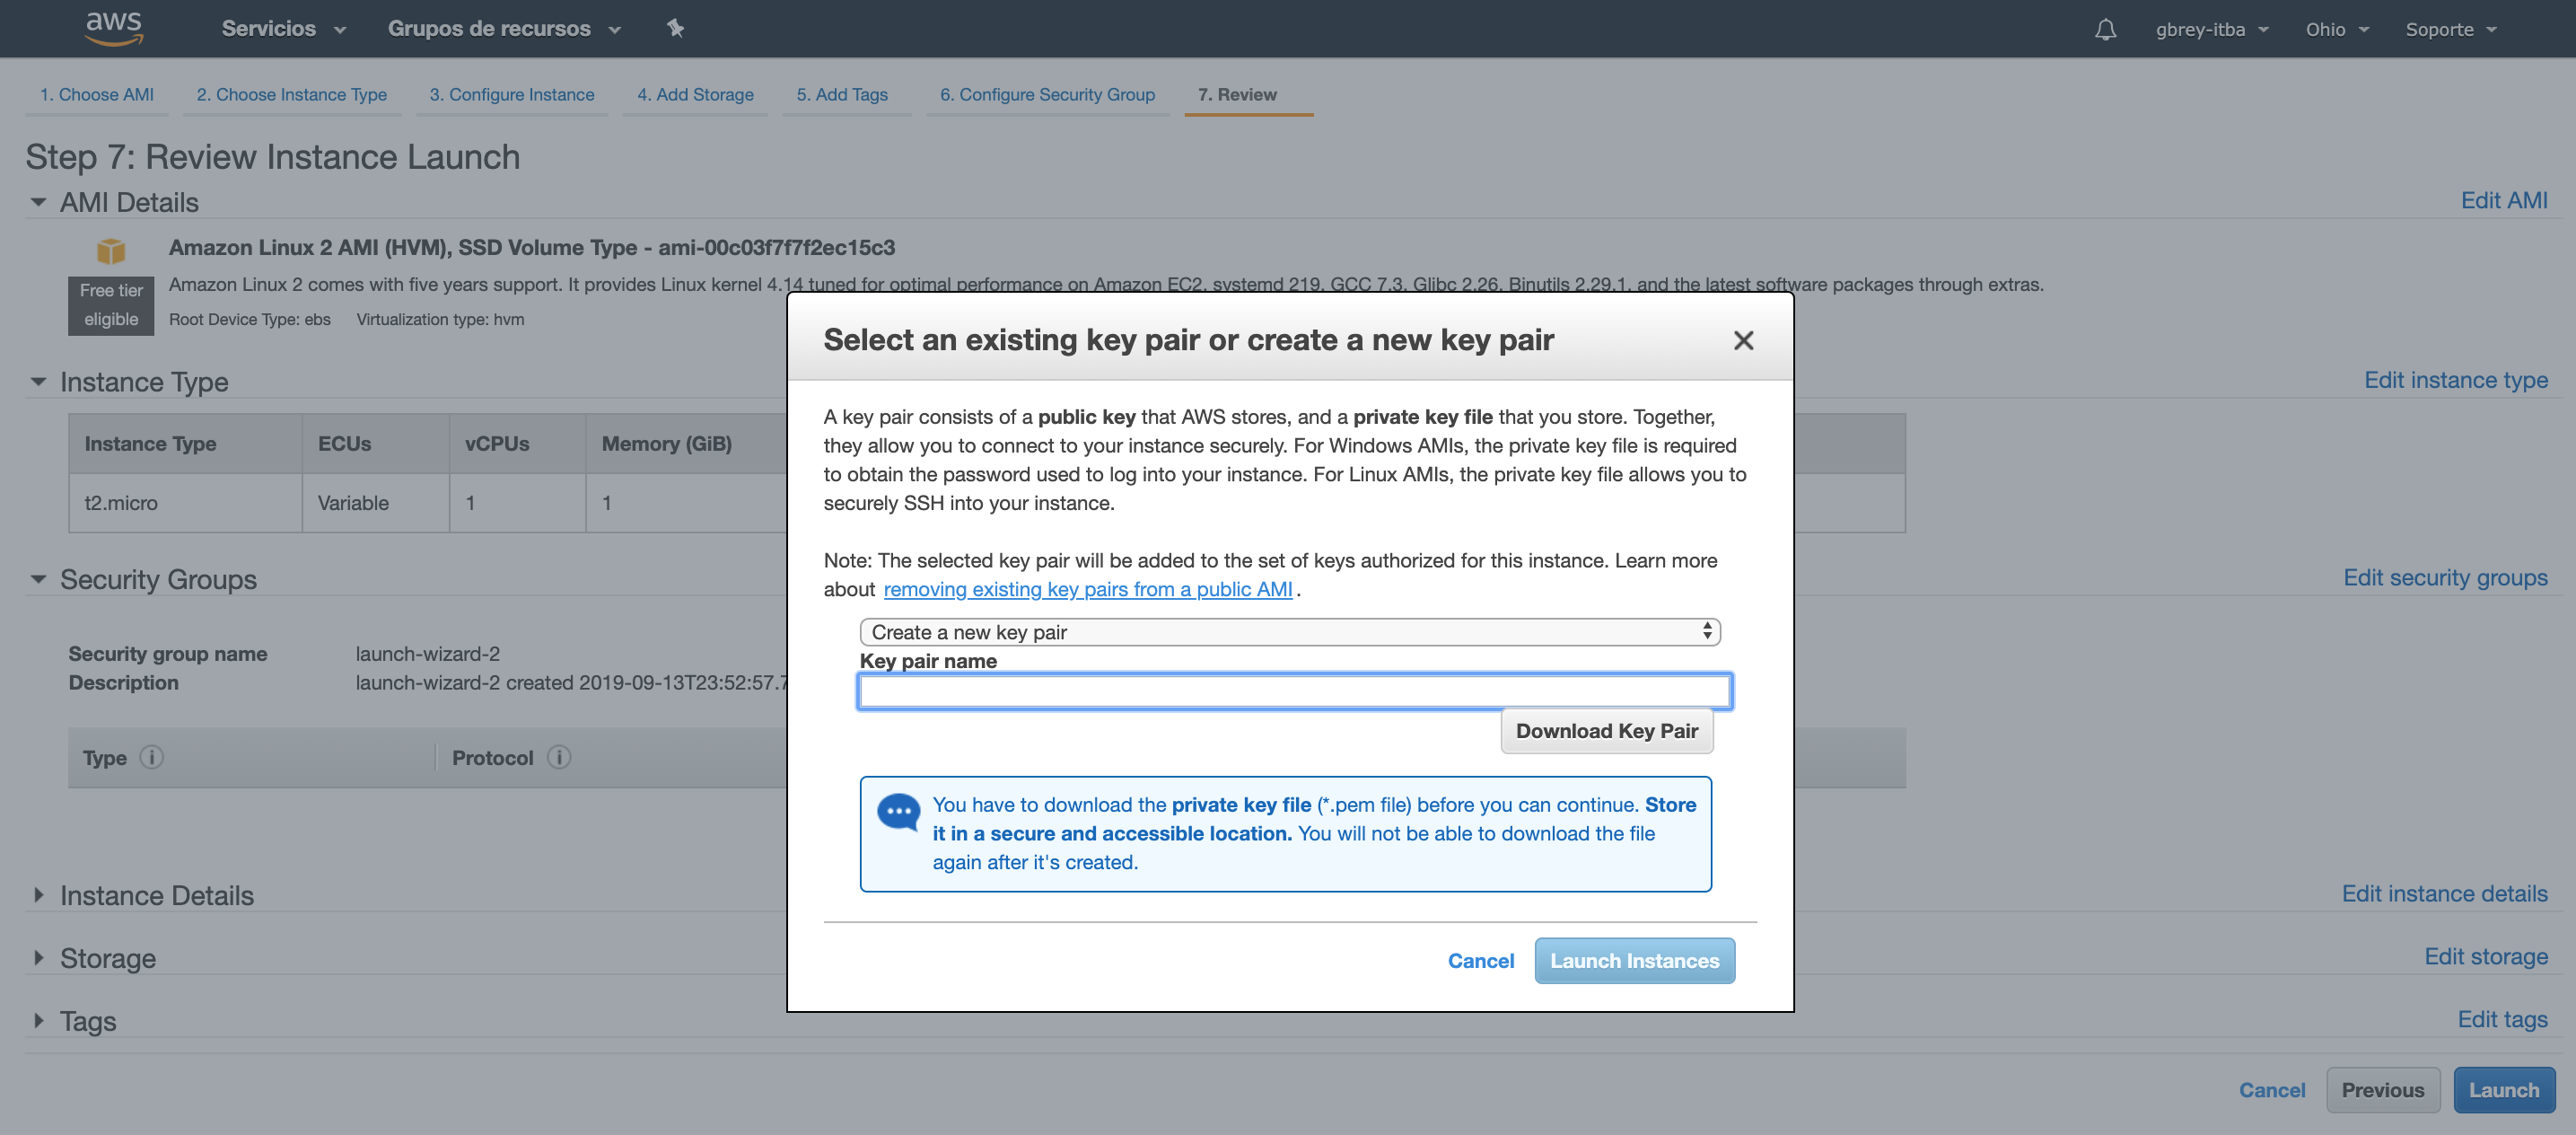 aws Servicios Grupos de recursos gbrey-itba Ohio Soporte
1. Choose AMI 2. Choose Instance Type 3. Configure Instance 4. Add Storage 5. Add Tags 6. Configure Security Group 7. Review
Step 7: Review Instance Launch
AMI Details Edit AMI
Amazon Linux 2 AMI (HVM), SSD Volume Type - ami-00c03f7f7f2ec15c3
Free tier eligible
Amazon Linux 2 comes with five years support. It provides Linux kernel 4.14 tuned for optimal performance on Amazon EC2, systemd 219, GCC 7.3, Glibc 2.26, Binutils 2.29.1, and the latest software packages through extras.
Root Device Type: ebs Virtualization type: hvm
Instance Type Edit instance type
Instance Type ECUs vCPUs Memory (GiB)
t2.micro Variable 1 1
Security Groups Edit security groups
Security group name launch-wizard-2
Description launch-wizard-2 created 2019-09-13T23:52:57.7
Type Protocol
Instance Details Edit instance details
Storage Edit storage
Tags Edit tags
Cancel Previous Launch
Select an existing key pair or create a new key pair
A key pair consists of a public key that AWS stores, and a private key file that you store. Together,
they allow you to connect to your instance securely. For Windows AMIs, the private key file is required
to obtain the password used to log into your instance. For Linux AMIs, the private key file allows you to
securely SSH into your instance.
Note: The selected key pair will be added to the set of keys authorized for this instance. Learn more
about removing existing key pairs from a public AMI .
Create a new key pair
Key pair name
Download Key Pair
You have to download the private key file (*.pem file) before you can continue. Store
it in a secure and accessible location. You will not be able to download the file
again after it's created.
Cancel Launch Instances